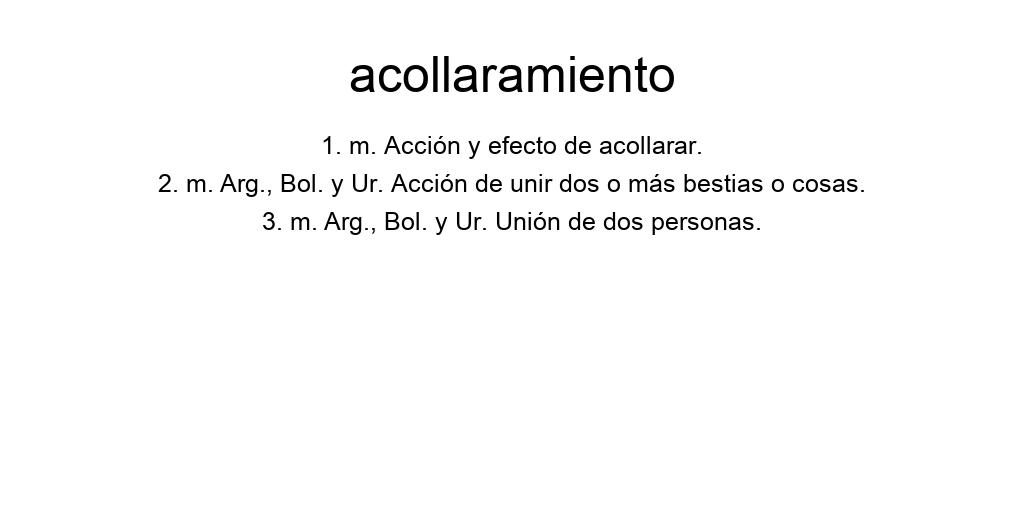 acollaramiento
1. m. Acción y efecto de acollarar.
2. m. Arg., Bol. y Ur. Acción de unir dos o más bestias o cosas.
3. m. Arg., Bol. y Ur. Unión de dos personas.